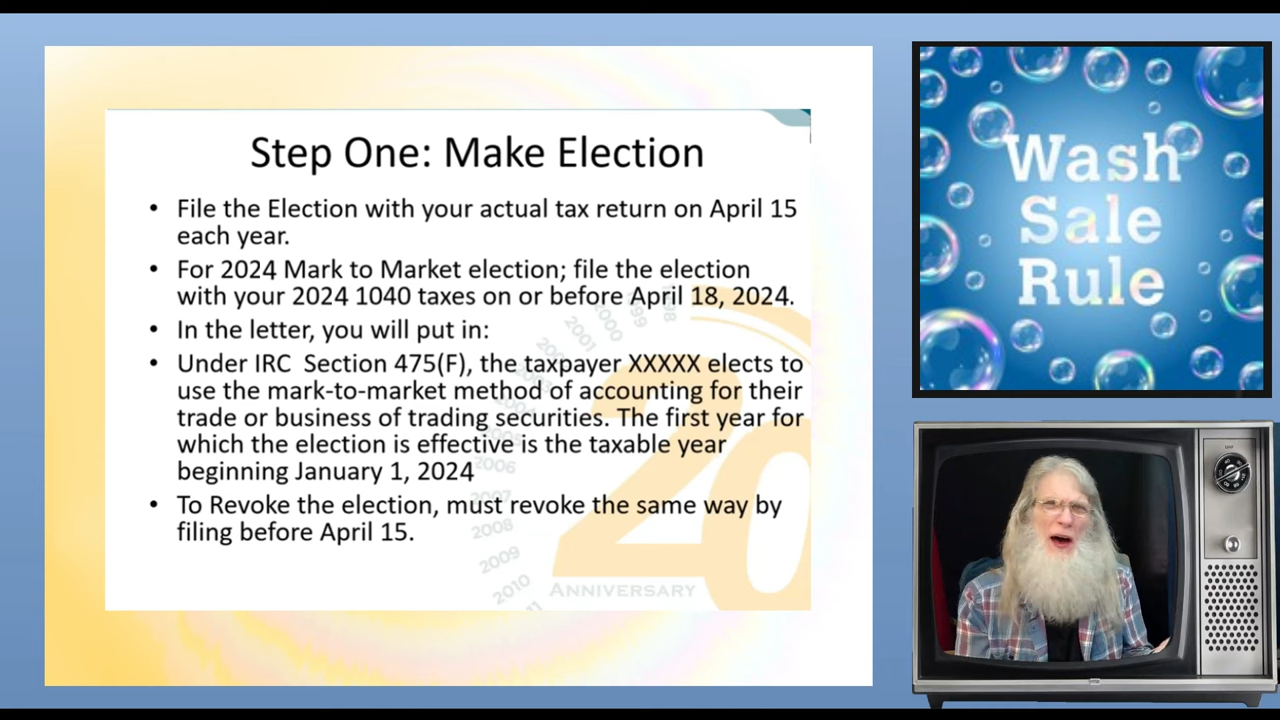 Step One: Make Election
• File the Election with your actual tax return on April 15
each year.
• For 2024 Mark to Market election; file the election
with your 2024 1040 taxes on or before April 18, 2024.
• In the letter, you will put in:
• Under IRC Section 475(F), the taxpayer XXXXX elects to
use the mark-to-market method of accounting for their
trade or business of trading securities. The first year for
which the election is effective is the taxable year
beginning January 1, 2024
• To Revoke the election, must revoke the same way by
filing before April 15.
1998
1999
2000
2001
2006
2007
2008
2009
2010
20
ANNIVERSARY
Wash
Sale
Rule